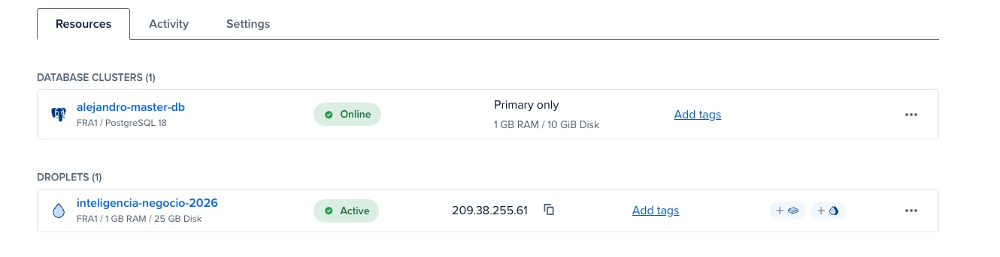 Resources Activity Settings
DATABASE CLUSTERS (1)
alejandro-master-db
FRA1 / PostgreSQL 18
Online
Primary only
1 GB RAM / 10 GiB Disk
Add tags
DROPLETS (1)
inteligencia-negocio-2026
FRA1 / 1 GB RAM / 25 GB Disk
Active
209.38.255.61
Add tags